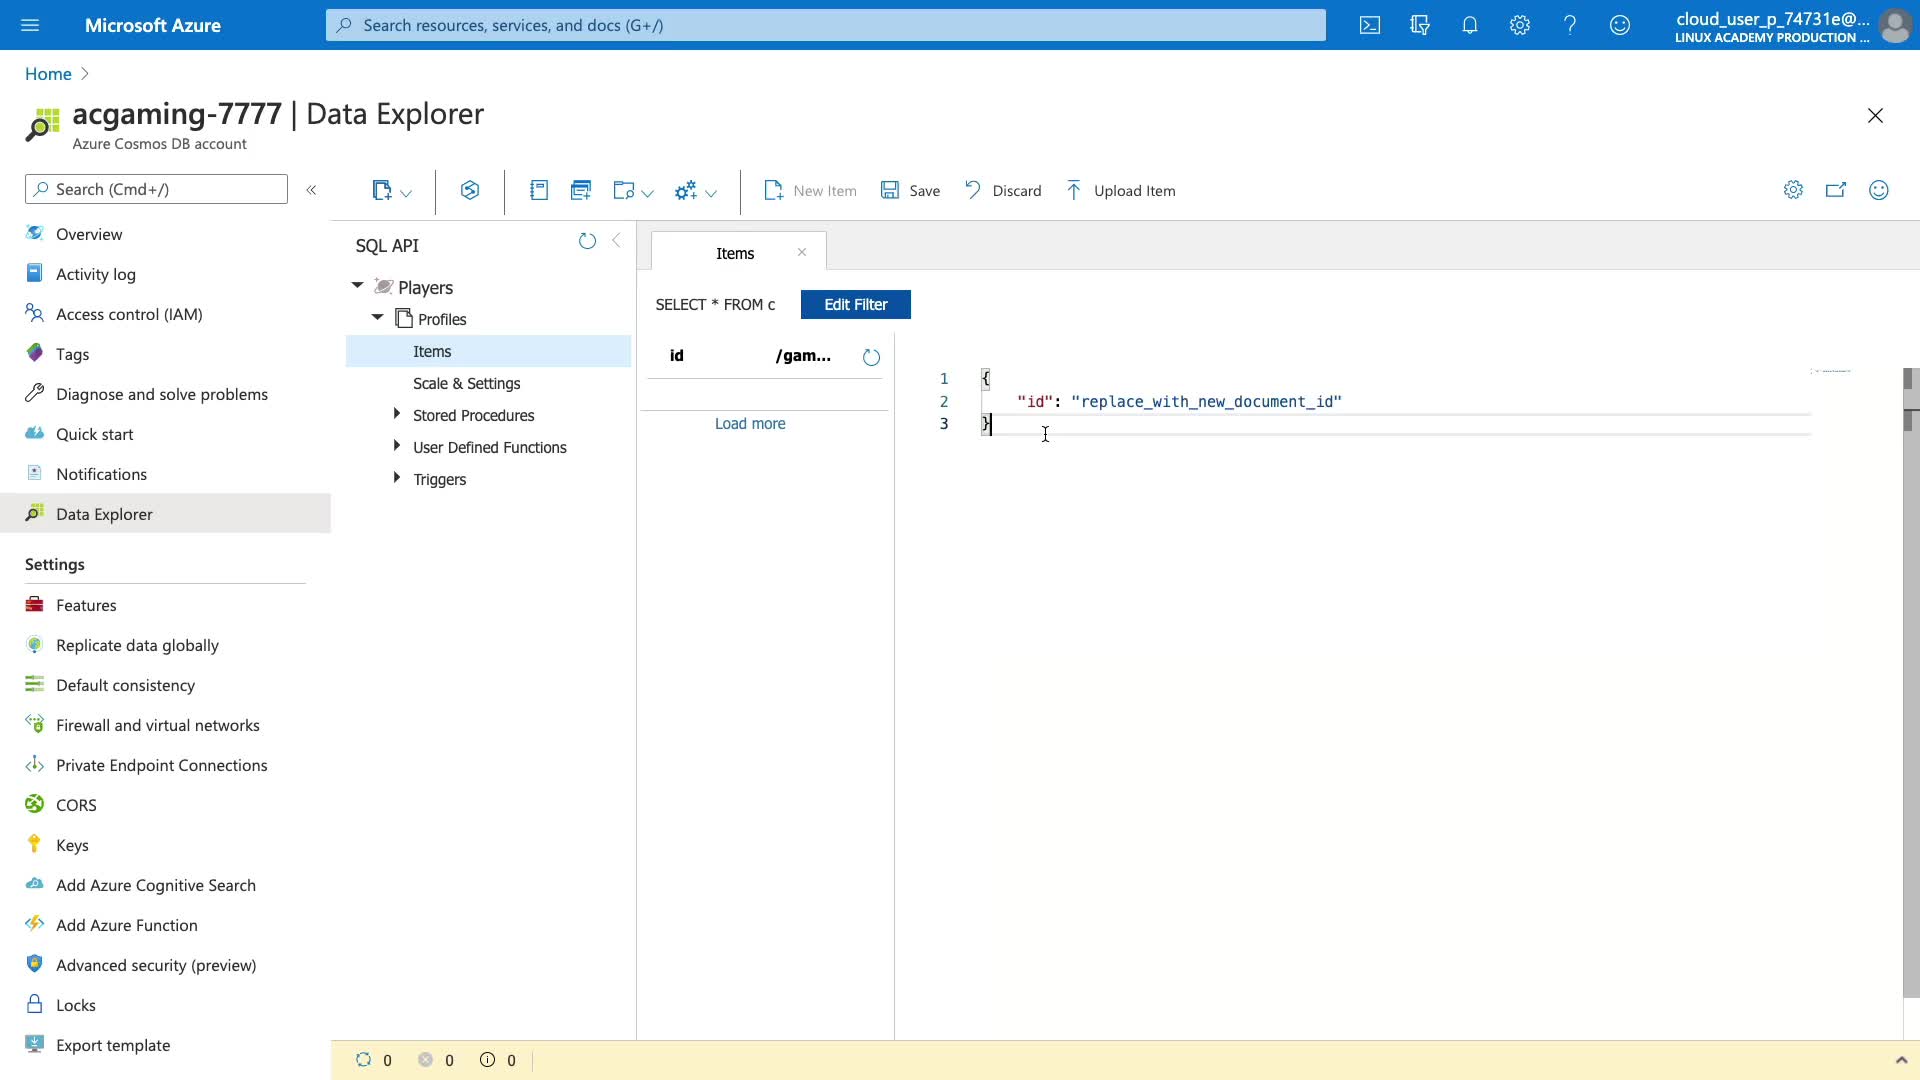 Microsoft Azure
Search resources, services, and docs (G+/)
cloud_user_p_74731e@...
LINUX ACADEMY PRODUCTION ...
Home
acgaming-7777 | Data Explorer
Azure Cosmos DB account
Search (Cmd+/)
«
New Item
Save
Discard
Upload Item
Overview
Activity log
Access control (IAM)
Tags
Diagnose and solve problems
Quick start
Notifications
Data Explorer
Settings
Features
Replicate data globally
Default consistency
Firewall and virtual networks
Private Endpoint Connections
CORS
Keys
Add Azure Cognitive Search
Add Azure Function
Advanced security (preview)
Locks
Export template
SQL API
Players
Profiles
Items
Scale & Settings
Stored Procedures
User Defined Functions
Triggers
Items
SELECT * FROM c
Edit Filter
id
/gam...
Load more
1 {
2 "id": "replace_with_new_document_id"
3 }
0 0 0